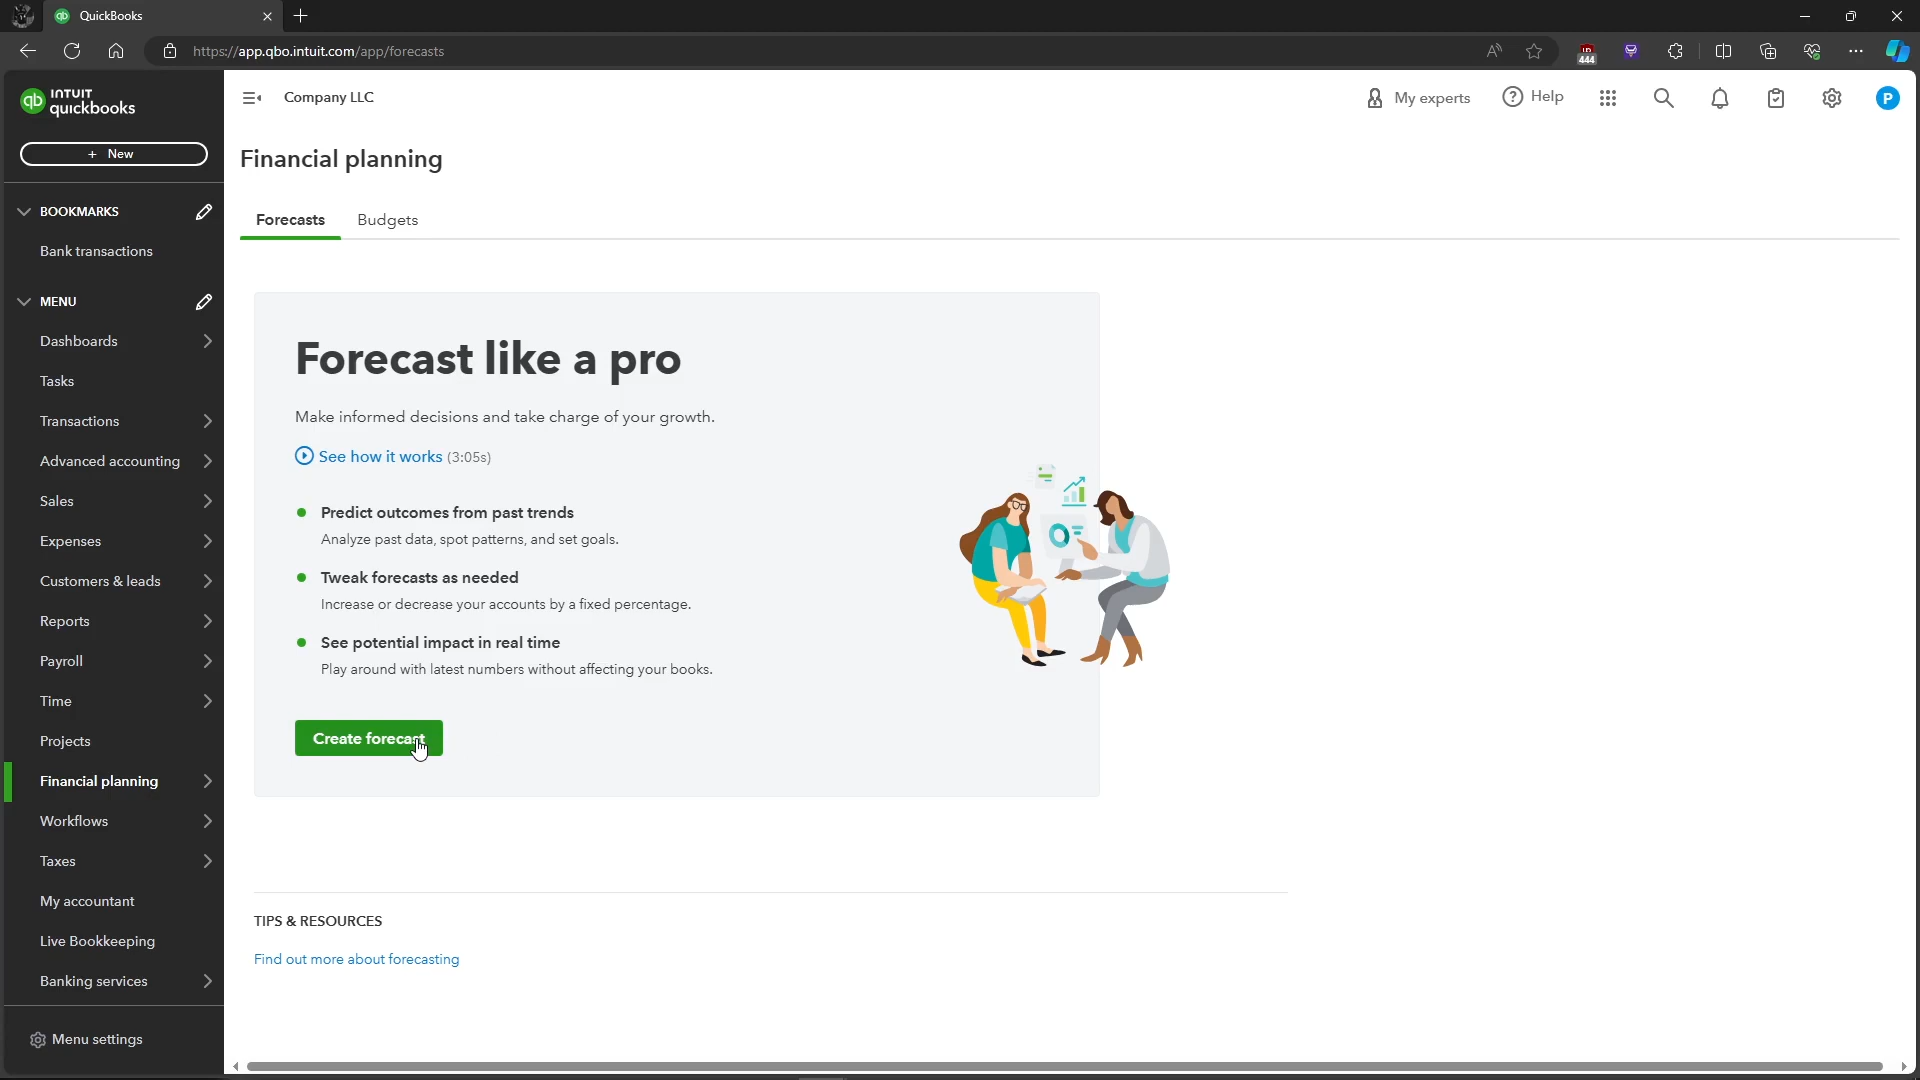 QuickBooks
https://app.qbo.intuit.com/app/forecasts
444
INTUIT
quickbooks
Company LLC
My experts
Help
P
+ New
Financial planning
Forecasts
Budgets
BOOKMARKS
Bank transactions
MENU
Dashboards
Tasks
Transactions
Advanced accounting
Sales
Expenses
Customers & leads
Reports
Payroll
Time
Projects
Financial planning
Workflows
Taxes
My accountant
Live Bookkeeping
Banking services
Menu settings
Forecast like a pro
Make informed decisions and take charge of your growth.
See how it works (3:05s)
Predict outcomes from past trends
Analyze past data, spot patterns, and set goals.
Tweak forecasts as needed
Increase or decrease your accounts by a fixed percentage.
See potential impact in real time
Play around with latest numbers without affecting your books.
Create forecast
TIPS & RESOURCES
Find out more about forecasting